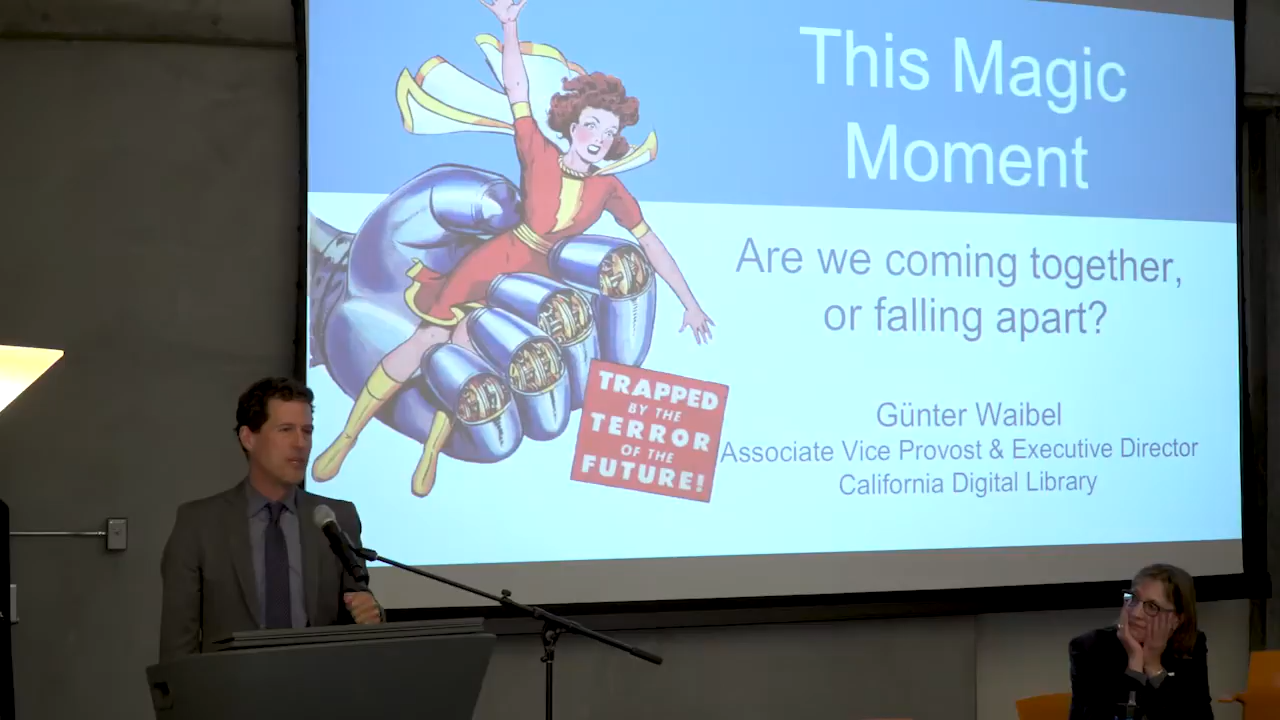 This Magic
Moment
Are we coming together,
or falling apart?
TRAPPED
BY THE
TERROR
OF THE
FUTURE!
Günter Waibel
Associate Vice Provost & Executive Director
California Digital Library